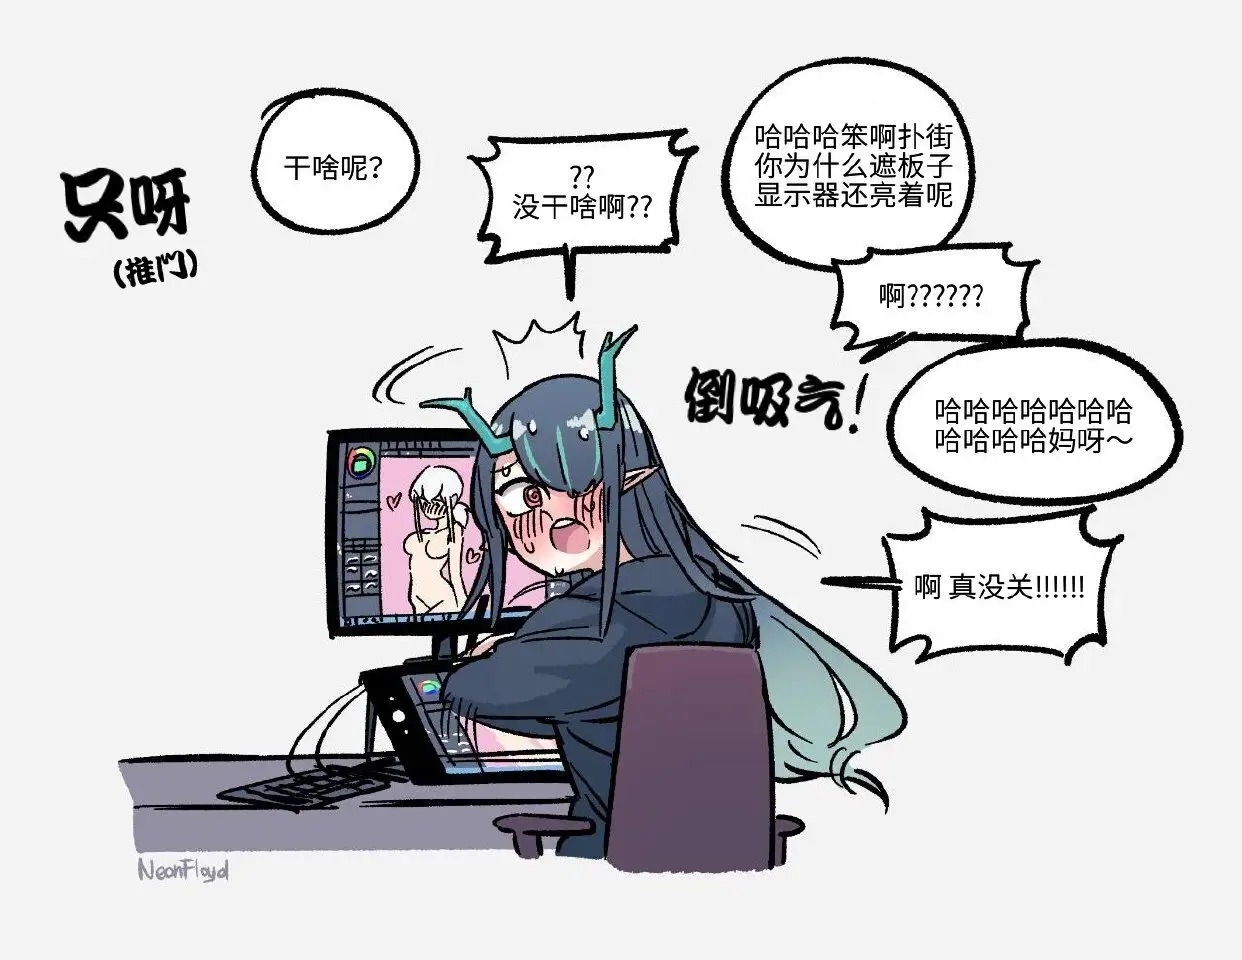 只呀
(推门)
干啥呢?
??
没干啥啊??
哈哈哈笨啊扑街
你为什么遮板子
显示器还亮着呢
啊??????
倒吸气!
哈哈哈哈哈哈哈
哈哈哈哈妈呀～
啊 真没关!!!!!!
NeonFloyd